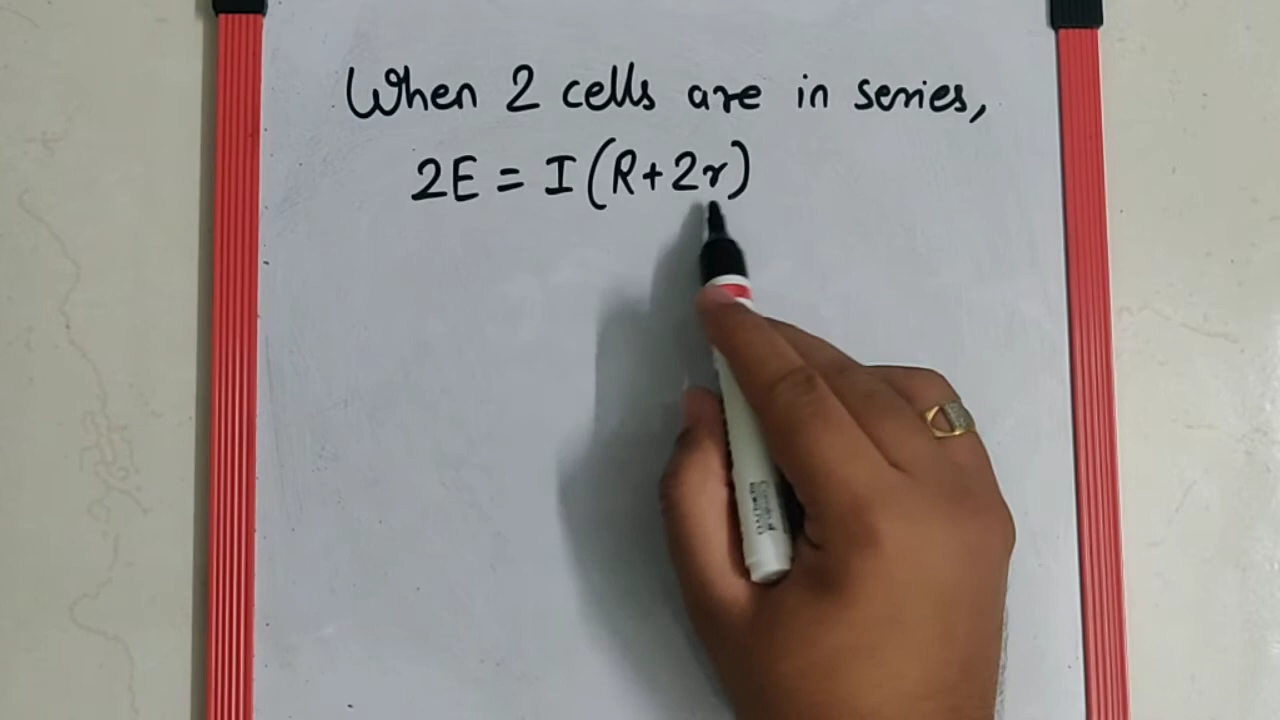 When 2 cells are in series,
2E = I(R+2r)